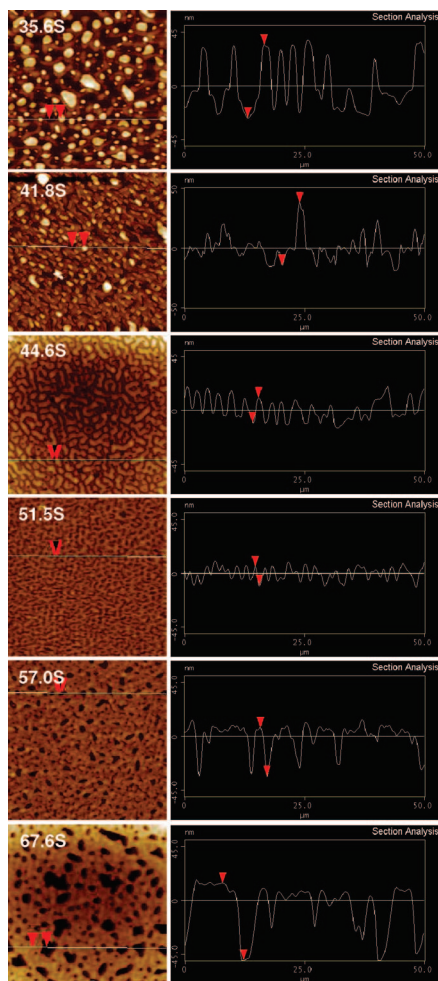 35.6S
nm
Section Analysis
45
-45
0
25.0
50.0
µm
41.8S
nm
Section Analysis
50
0
-50
0
25.0
50.0
µm
44.6S
nm
Section Analysis
45
0
-45
0
25.0
50.0
µm
51.5S
nm
Section Analysis
45.0
0
-45.0
0
25.0
50.0
µm
57.0S
nm
Section Analysis
45.0
0
-45.0
0
25.0
50.0
µm
67.6S
nm
Section Analysis
45.0
0
-45.0
0
25.0
50.0
µm